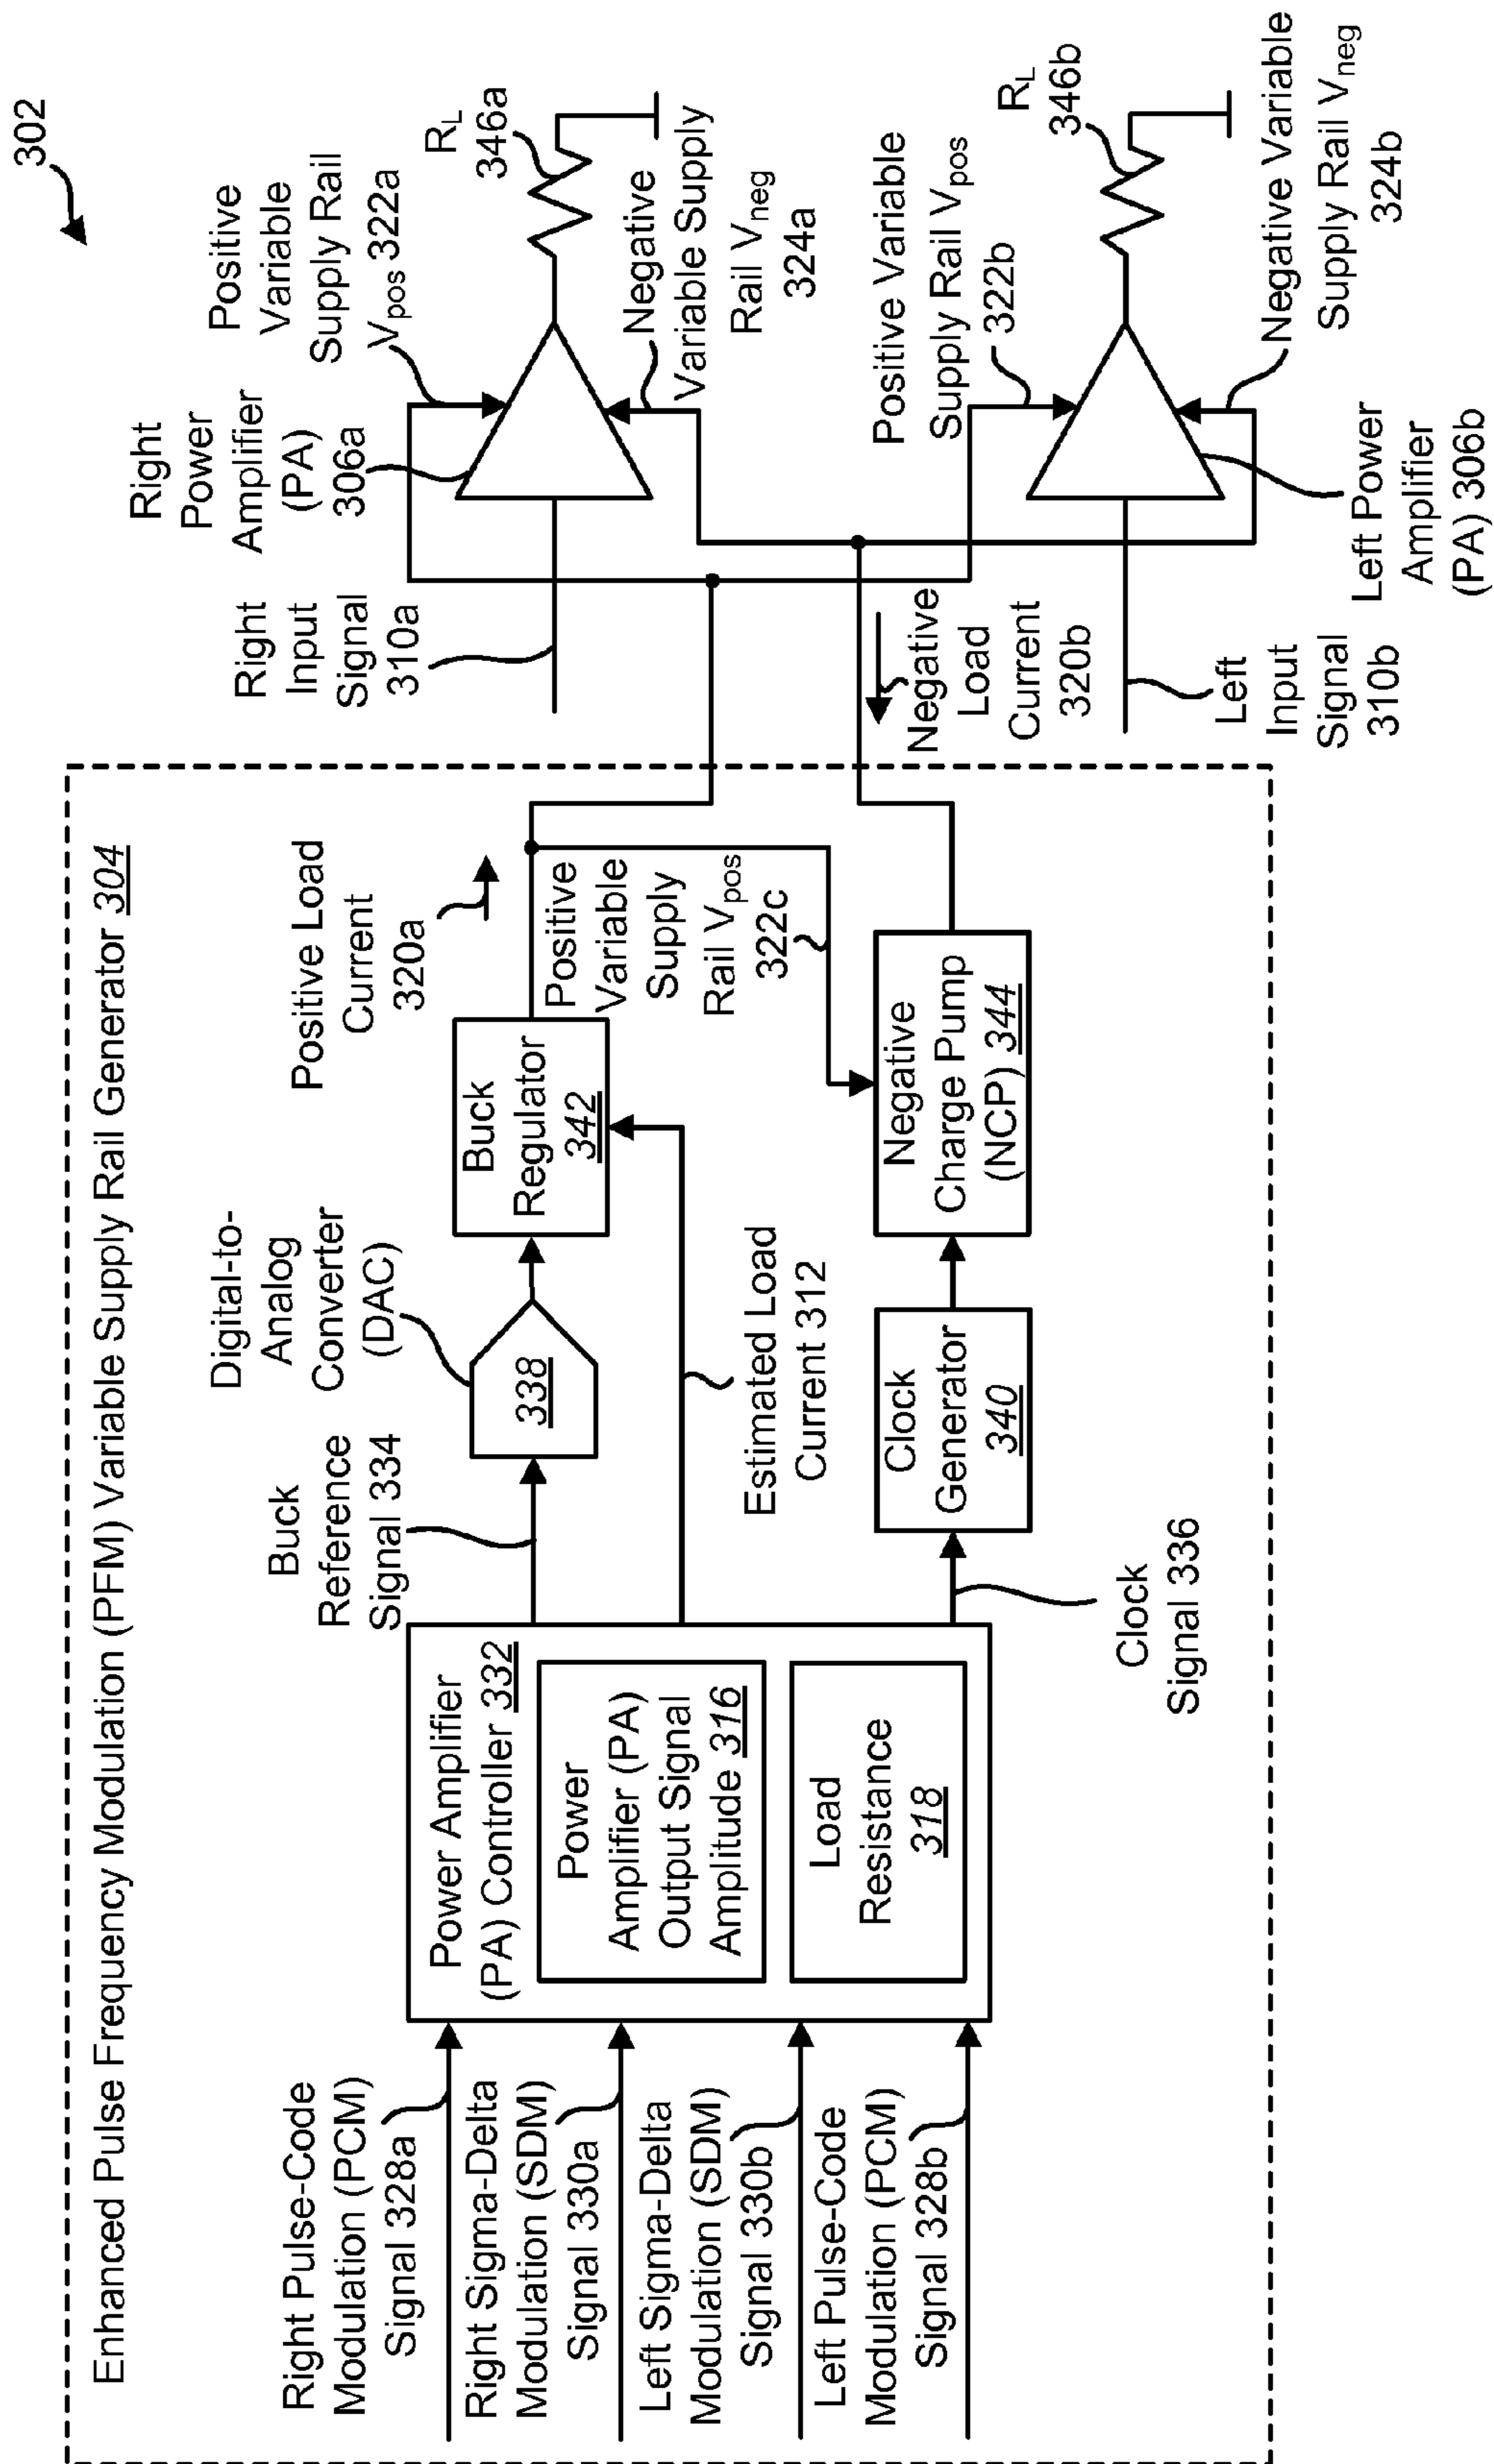 302
Enhanced Pulse Frequency Modulation (PFM) Variable Supply Rail Generator 304
Right Pulse-Code
Modulation (PCM)
Signal 328a
Right Sigma-Delta
Modulation (SDM)
Signal 330a
Left Sigma-Delta
Modulation (SDM)
Signal 330b
Left Pulse-Code
Modulation (PCM)
Signal 328b
Power Amplifier
(PA) Controller 332
Power
Amplifier (PA)
Output Signal
Amplitude 316
Load
Resistance
318
Buck
Reference
Signal 334
Digital-to-
Analog
Converter
(DAC)
338
Estimated Load
Current 312
Clock
Signal 336
Clock
Generator
340
Buck
Regulator
342
Negative
Charge Pump
(NCP) 344
Positive Load
Current
320a
Positive
Variable
Supply
Rail Vpos
322c
Right
Input
Signal
310a
Negative
Load
Current
320b
Left
Input
Signal
310b
Right
Power
Amplifier
(PA)
306a
Positive
Variable
Supply Rail
Vpos 322a
RL
346a
Negative
Variable Supply
Rail Vneg
324a
Positive Variable
Supply Rail Vpos
322b
RL
346b
Negative Variable
Supply Rail Vneg
324b
Left Power
Amplifier
(PA) 306b